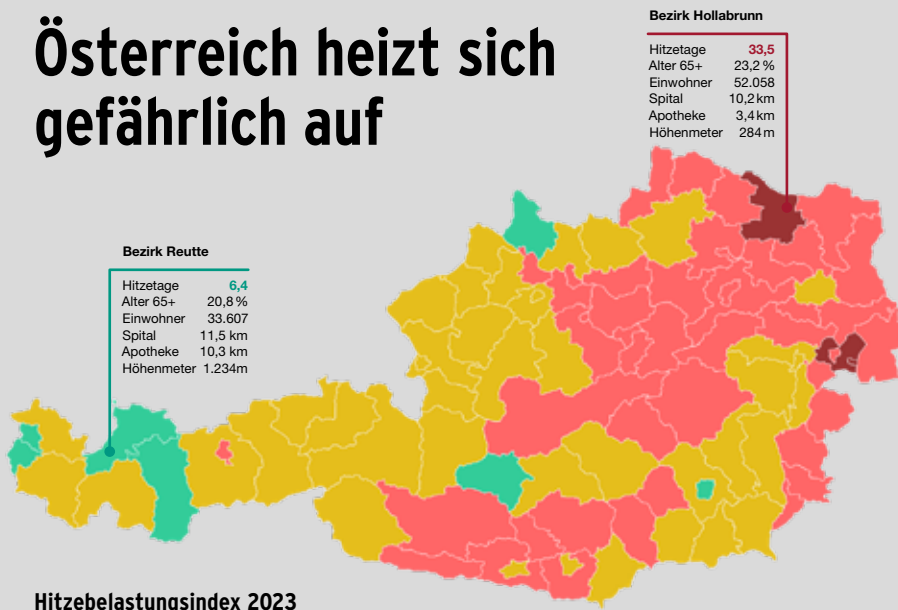 Österreich heizt sich
gefährlich auf
Bezirk Hollabrunn
Hitzetage 33,5
Alter 65+ 23,2 %
Einwohner 52.058
Spital 10,2 km
Apotheke 3,4 km
Höhenmeter 284 m
Bezirk Reutte
Hitzetage 6,4
Alter 65+ 20,8 %
Einwohner 33.607
Spital 11,5 km
Apotheke 10,3 km
Höhenmeter 1.234m
Hitzebelastungsindex 2023